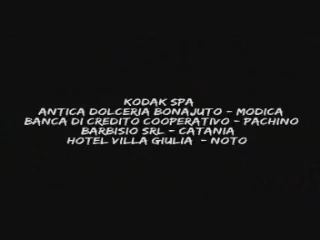 KODAK SPA
ANTICA DOLCERIA BONAJUTO - MODICA
BANCA DI CREDITO COOPERATIVO - PACHINO
BARBISIO SRL - CATANIA
HOTEL VILLA GIULIA - NOTO